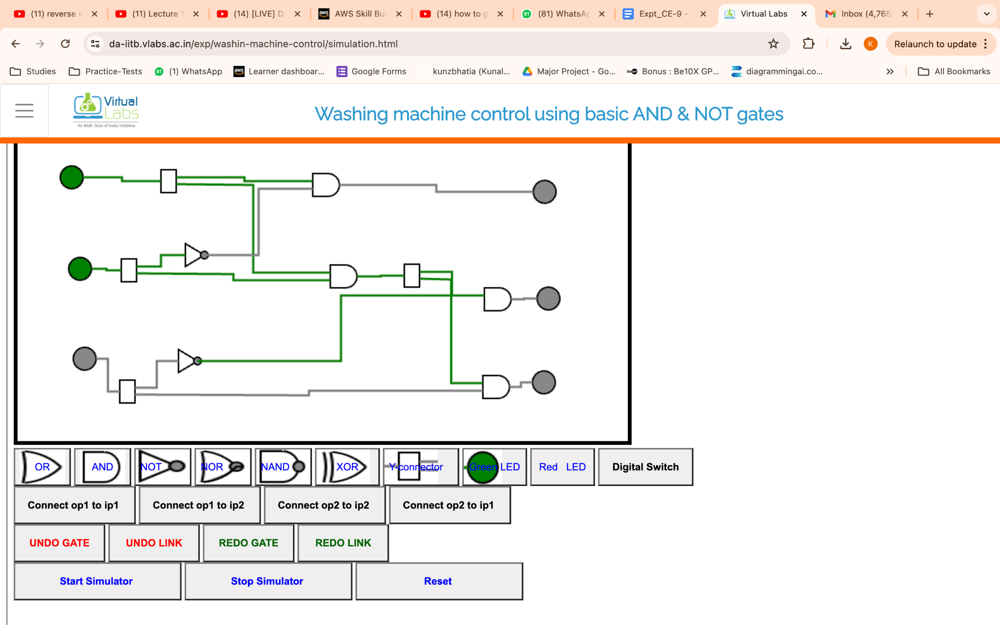 (11) reverse w
(11) Lecture 1
(14) [LIVE] D
AWS Skill Bui
(14) how to g
(81) WhatsAp
Expt_CE-9 -
Virtual Labs
Inbox (4,765
da-iitb.vlabs.ac.in/exp/washin-machine-control/simulation.html
K
Relaunch to update
Studies
Practice-Tests
(1) WhatsApp
Learner dashboar...
Google Forms
kunzbhatia (Kunal...
Major Project - Go...
Bonus : Be10X GP...
diagrammingai.co...
All Bookmarks
Virtual
Labs
An MoE Govt of India Initiative
Washing machine control using basic AND & NOT gates
OR
AND
NOT
NOR
NAND
XOR
Y-connector
Green LED
Red LED
Digital Switch
Connect op1 to ip1
Connect op1 to ip2
Connect op2 to ip2
Connect op2 to ip1
UNDO GATE
UNDO LINK
REDO GATE
REDO LINK
Start Simulator
Stop Simulator
Reset